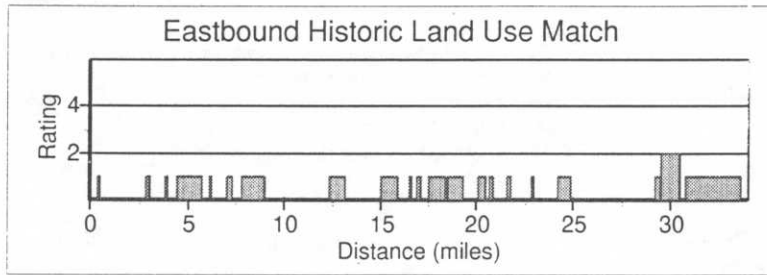 Eastbound Historic Land Use Match
Rating
4
2
0 5 10 15 20 25 30
Distance (miles)